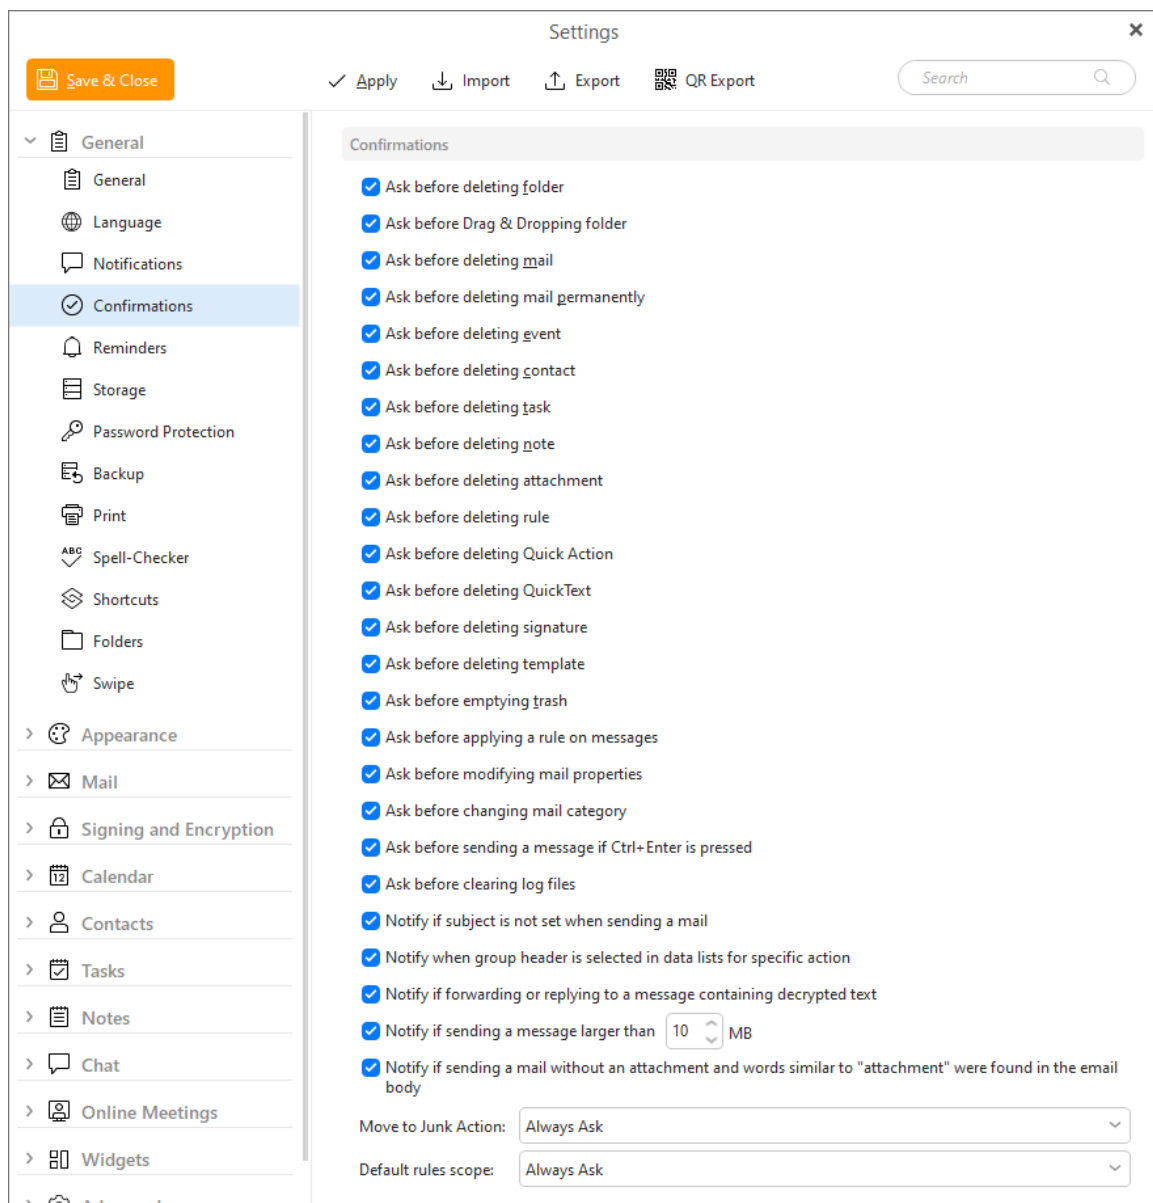 Settings
Save & Close
Apply
Import
Export
QR Export
Search
General
General
Language
Notifications
Confirmations
Reminders
Storage
Password Protection
Backup
Print
ABC
Spell-Checker
Shortcuts
Folders
Swipe
Appearance
Mail
Signing and Encryption
12
Calendar
Contacts
Tasks
Notes
Chat
Online Meetings
Widgets
Confirmations
Ask before deleting folder
Ask before Drag & Dropping folder
Ask before deleting mail
Ask before deleting mail permanently
Ask before deleting event
Ask before deleting contact
Ask before deleting task
Ask before deleting note
Ask before deleting attachment
Ask before deleting rule
Ask before deleting Quick Action
Ask before deleting QuickText
Ask before deleting signature
Ask before deleting template
Ask before emptying trash
Ask before applying a rule on messages
Ask before modifying mail properties
Ask before changing mail category
Ask before sending a message if Ctrl+Enter is pressed
Ask before clearing log files
Notify if subject is not set when sending a mail
Notify when group header is selected in data lists for specific action
Notify if forwarding or replying to a message containing decrypted text
Notify if sending a message larger than 10 MB
Notify if sending a mail without an attachment and words similar to "attachment" were found in the email
body
Move to Junk Action: Always Ask
Default rules scope: Always Ask